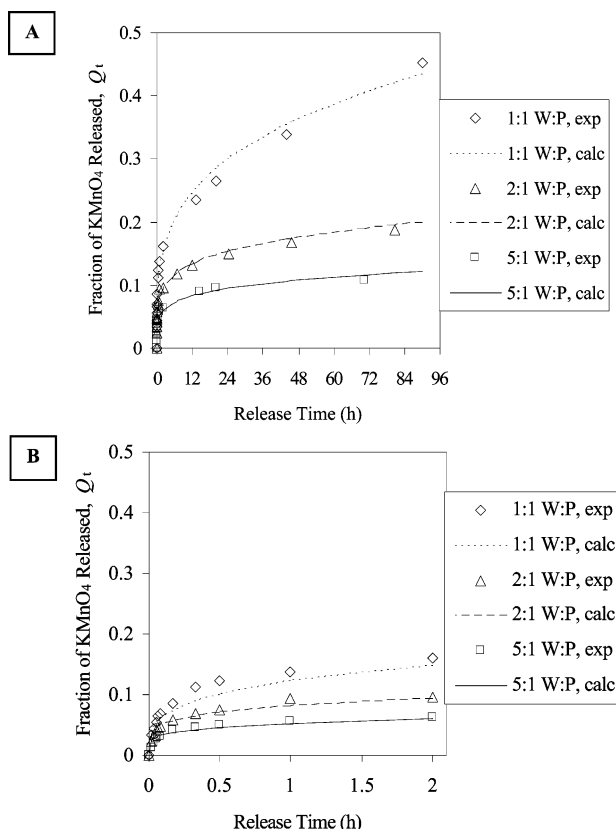 A
0.5
0.4
0.3
0.2
0.1
0
Fraction of KMnO4 Released, Qt
0 12 24 36 48 60 72 84 96
Release Time (h)
1:1 W:P, exp
1:1 W:P, calc
2:1 W:P, exp
2:1 W:P, calc
5:1 W:P, exp
5:1 W:P, calc
B
0.5
0.4
0.3
0.2
0.1
0
Fraction of KMnO4 Released, Qt
0 0.5 1 1.5 2
Release Time (h)
1:1 W:P, exp
1:1 W:P, calc
2:1 W:P, exp
2:1 W:P, calc
5:1 W:P, exp
5:1 W:P, calc